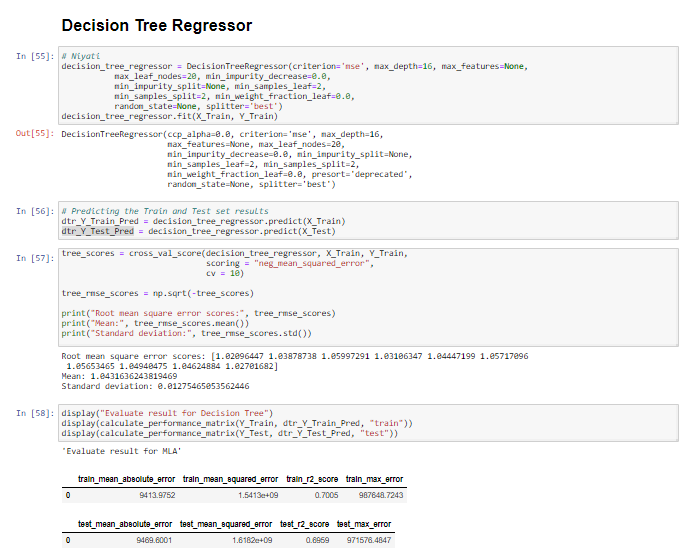 Decision Tree Regressor
In [55]: # Niyati
decision_tree_regressor = DecisionTreeRegressor(criterion='mse', max_depth=16, max_features=None,
max_leaf_nodes=20, min_impurity_decrease=0.0,
min_impurity_split=None, min_samples_leaf=2,
min_samples_split=2, min_weight_fraction_leaf=0.0,
random_state=None, splitter='best')
decision_tree_regressor.fit(X_Train, Y_Train)
Out[55]: DecisionTreeRegressor(ccp_alpha=0.0, criterion='mse', max_depth=16,
max_features=None, max_leaf_nodes=20,
min_impurity_decrease=0.0, min_impurity_split=None,
min_samples_leaf=2, min_samples_split=2,
min_weight_fraction_leaf=0.0, presort='deprecated',
random_state=None, splitter='best')
In [56]: # Predicting the Train and Test set results
dtr_Y_Train_Pred = decision_tree_regressor.predict(X_Train)
dtr_Y_Test_Pred = decision_tree_regressor.predict(X_Test)
In [57]: tree_scores = cross_val_score(decision_tree_regressor, X_Train, Y_Train,
scoring = "neg_mean_squared_error",
cv = 10)
tree_rmse_scores = np.sqrt(-tree_scores)
print("Root mean square error scores:", tree_rmse_scores)
print("Mean:", tree_rmse_scores.mean())
print("Standard deviation:", tree_rmse_scores.std())
Root mean square error scores: [1.02096447 1.03878738 1.05997291 1.03106347 1.04447199 1.05717096
1.05653465 1.04940475 1.04624884 1.02701682]
Mean: 1.0431636243819469
Standard deviation: 0.01275465053562446
In [58]: display("Evaluate result for Decision Tree")
display(calculate_performance_matrix(Y_Train, dtr_Y_Train_Pred, "train"))
display(calculate_performance_matrix(Y_Test, dtr_Y_Test_Pred, "test"))
'Evaluate result for MLA'
train_mean_absolute_error train_mean_squared_error train_r2_score train_max_error
0 9413.9752 1.5413e+09 0.7005 987648.7243
test_mean_absolute_error test_mean_squared_error test_r2_score test_max_error
0 9469.6001 1.6182e+09 0.6959 971576.4847